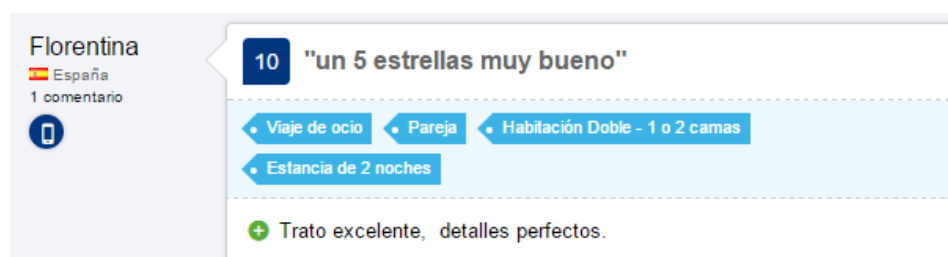 Florentina
España
1 comentario
10 "un 5 estrellas muy bueno"
Viaje de ocio Pareja Habitación Doble - 1 o 2 camas
Estancia de 2 noches
Trato excelente, detalles perfectos.